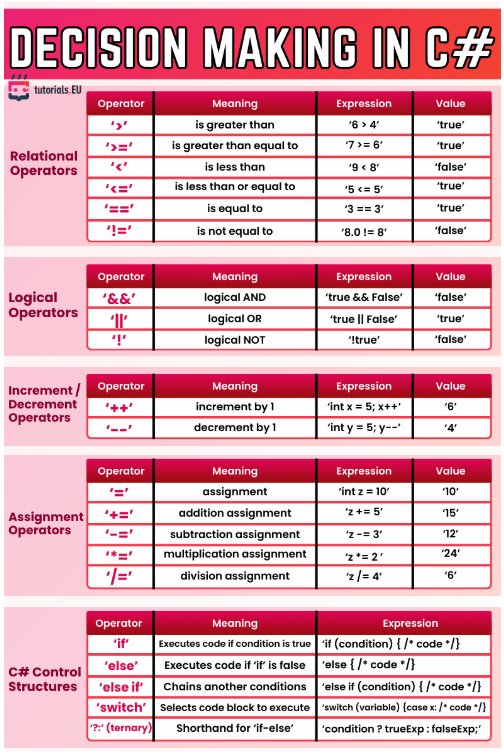 DECISION MAKING IN C#
tutorials.EU
Relational
Operators
Operator Meaning Expression Value
‘>’ is greater than ‘6 > 4’ ‘true’
‘>=’ is greater than equal to ‘7 >= 6’ ‘true’
‘<’ is less than ‘9 < 8’ ‘false’
‘<=’ is less than or equal to ‘5 <= 5’ ‘true’
‘==’ is equal to ‘3 == 3’ ‘true’
‘!=’ is not equal to ‘8.0 != 8’ ‘false’
Logical
Operators
Operator Meaning Expression Value
‘&&’ logical AND ‘true && False’ ‘false’
‘||’ logical OR ‘true || False’ ‘true’
‘!’ logical NOT ‘!true’ ‘false’
Increment /
Decrement
Operators
Operator Meaning Expression Value
‘++’ increment by 1 ‘int x = 5; x++’ ‘6’
‘--’ decrement by 1 ‘int y = 5; y--’ ‘4’
Assignment
Operators
Operator Meaning Expression Value
‘=’ assignment ‘int z = 10’ ‘10’
‘+=’ addition assignment ‘z += 5’ ‘15’
‘-=’ subtraction assignment ‘z -= 3’ ‘12’
‘*=’ multiplication assignment ‘z *= 2 ’ ‘24’
‘/=’ division assignment ‘z /= 4’ ‘6’
C# Control
Structures
Operator Meaning Expression
‘if’ Executes code if condition is true ‘if (condition) { /* code */}
‘else’ Executes code if ‘if’ is false ‘else { /* code */}
‘else if’ Chains another conditions ‘else if (condition) { /* code */}
‘switch’ Selects code block to execute ‘switch (variable) {case x: /* code */}
‘?:’ (ternary) Shorthand for ‘if-else’ ‘condition ? trueExp : falseExp;’